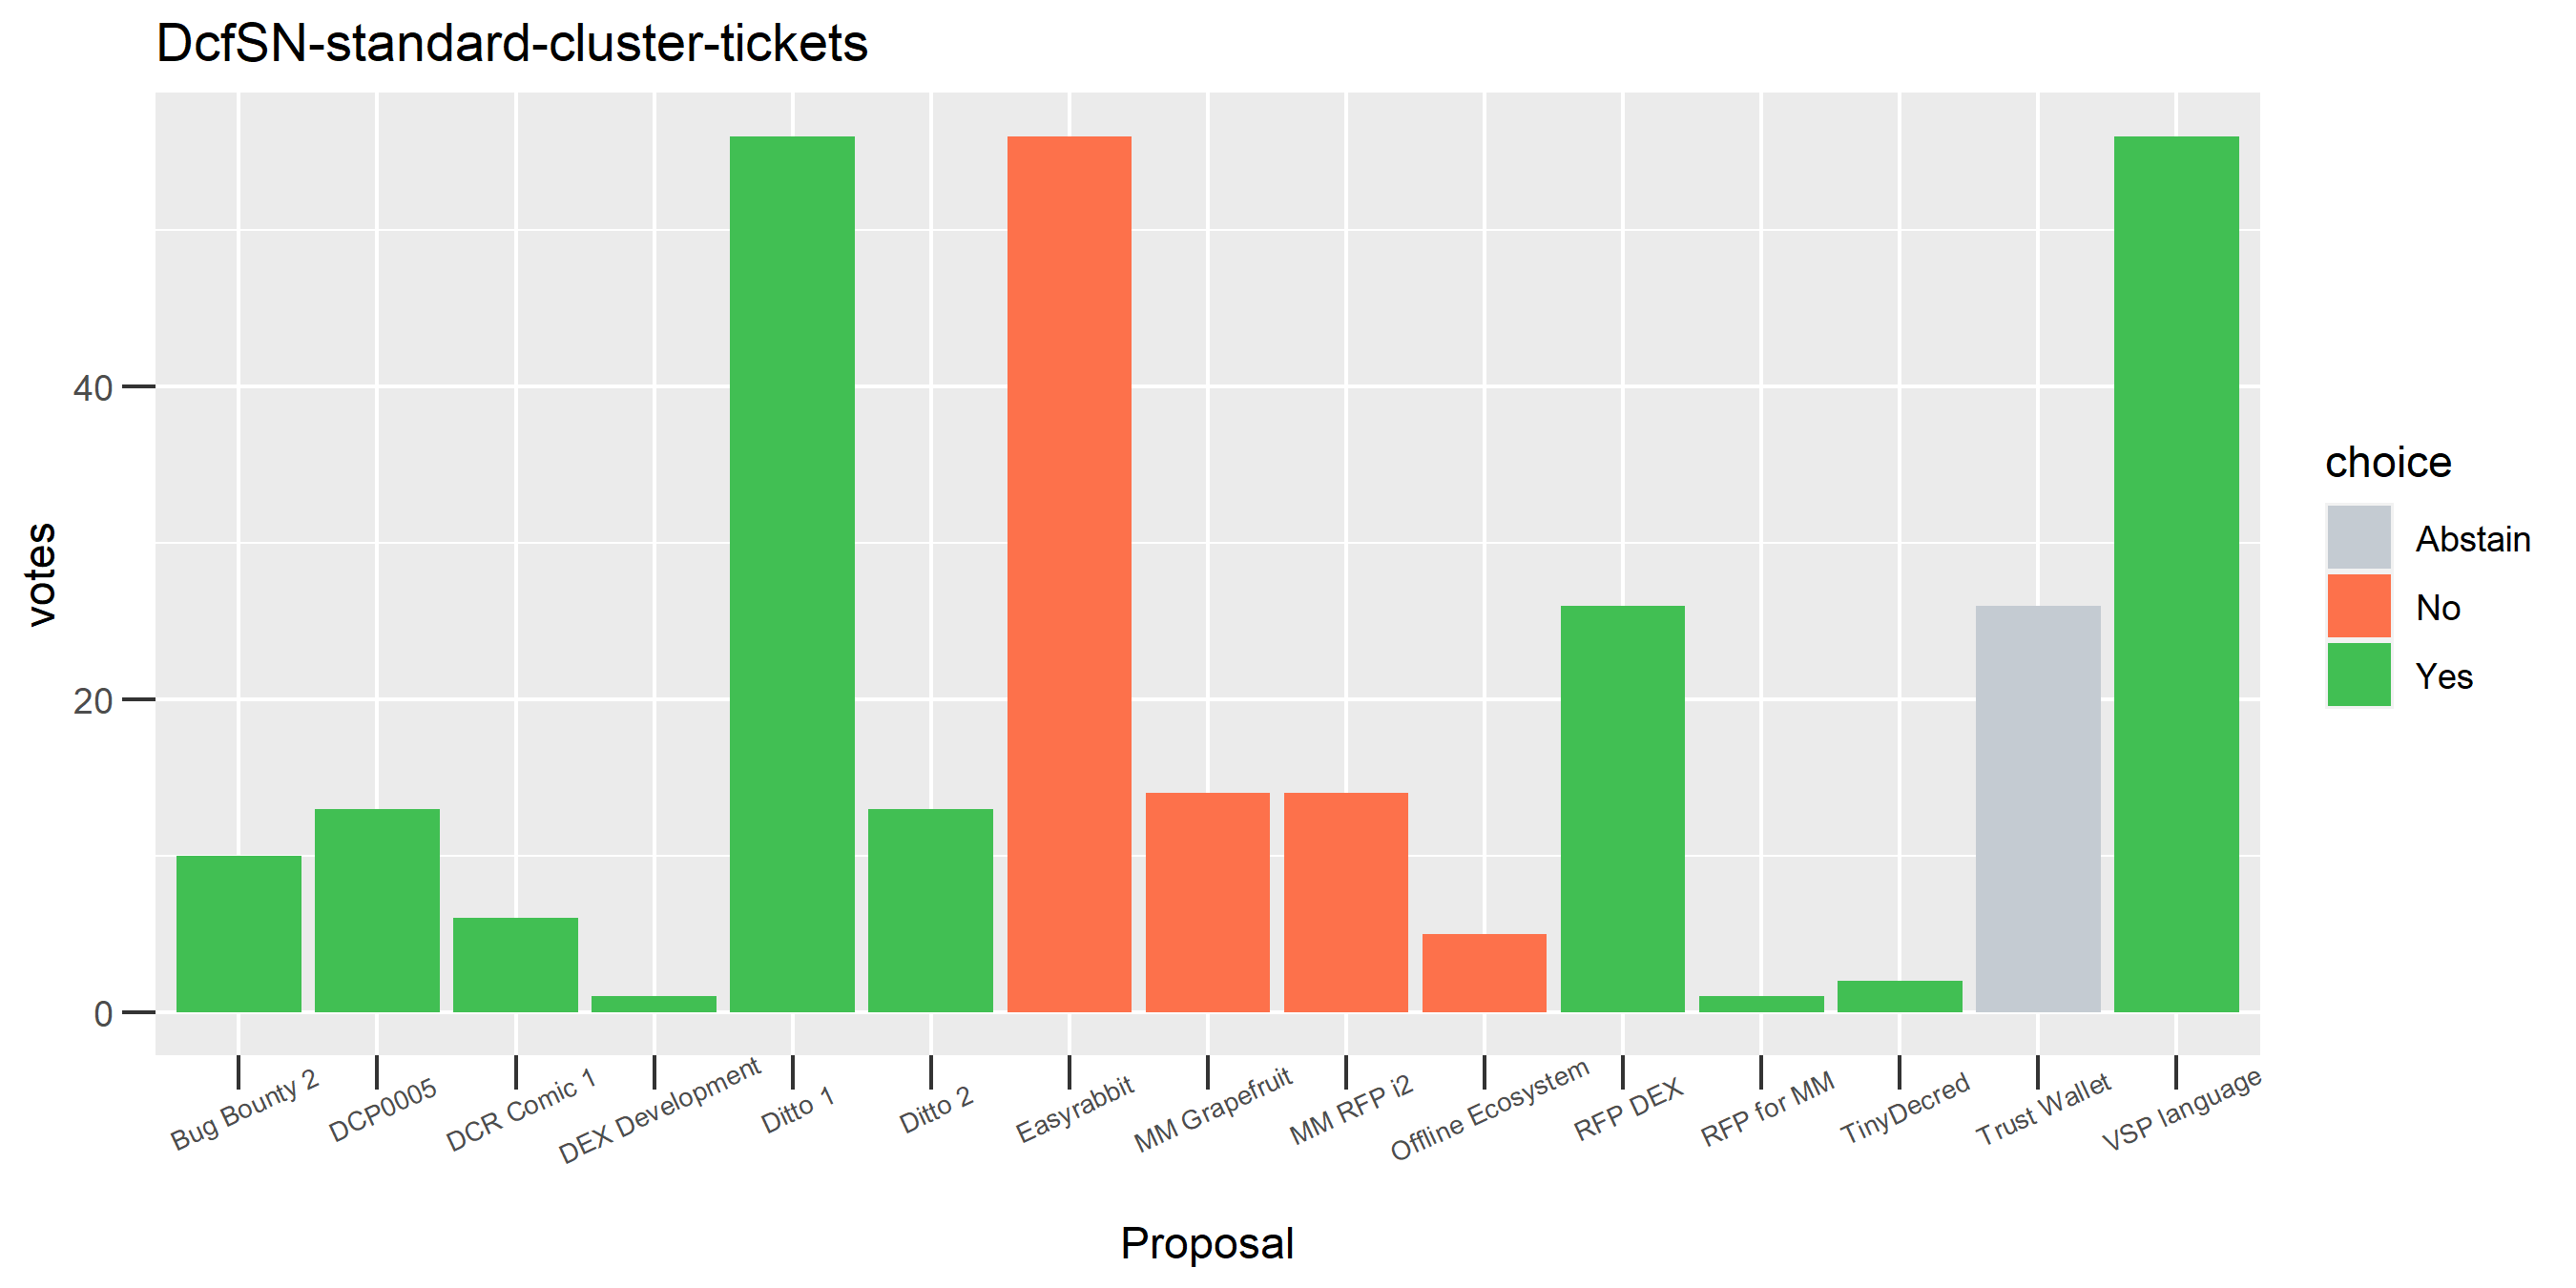 DcfSN-standard-cluster-tickets
votes
40
20
0
Bug Bounty 2
DCP0005
DCR Comic 1
DEX Development
Ditto 1
Ditto 2
Easyrabbit
MM Grapefruit
MM RFP i2
Offline Ecosystem
RFP DEX
RFP for MM
TinyDecred
Trust Wallet
VSP language
Proposal
choice
Abstain
No
Yes